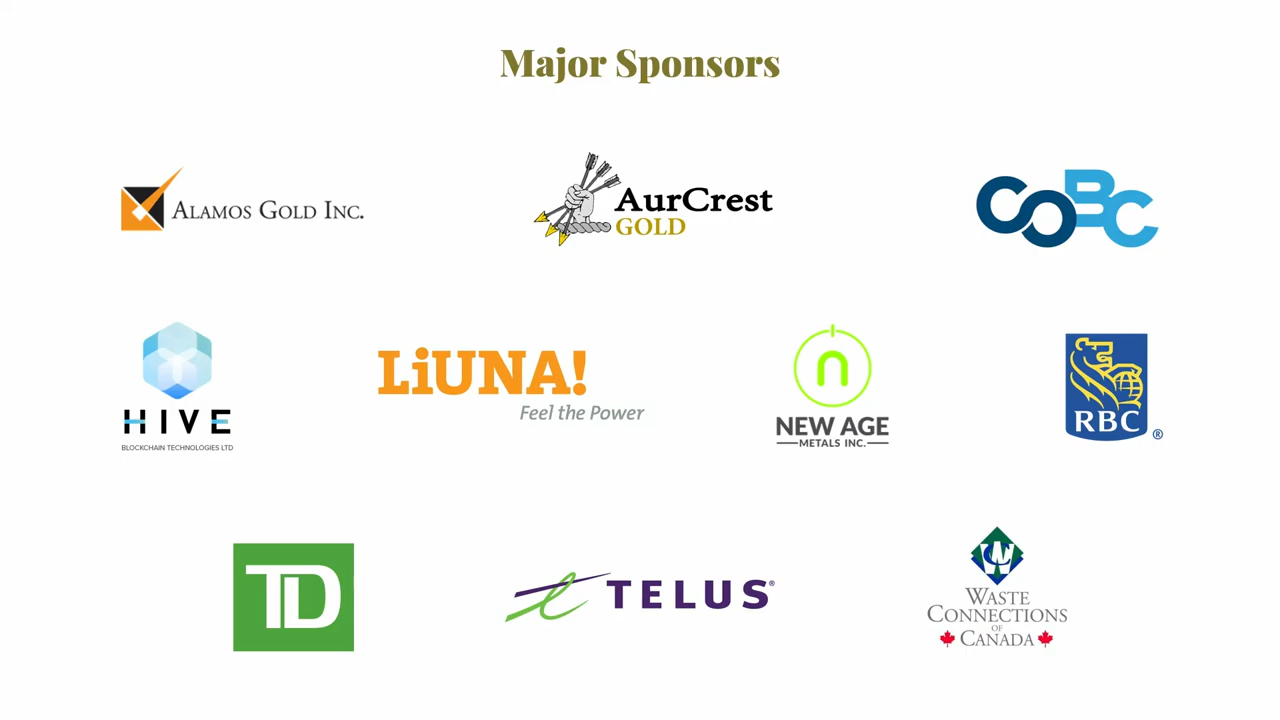 Major Sponsors
ALAMOS GOLD INC.
AurCrest
GOLD
COBC
HIVE
BLOCKCHAIN TECHNOLOGIES LTD
LiUNA!
Feel the Power
n
NEW AGE
METALS INC.
RBC
®
TD
TELUS®
WC
WASTE
CONNECTIONS
OF
CANADA